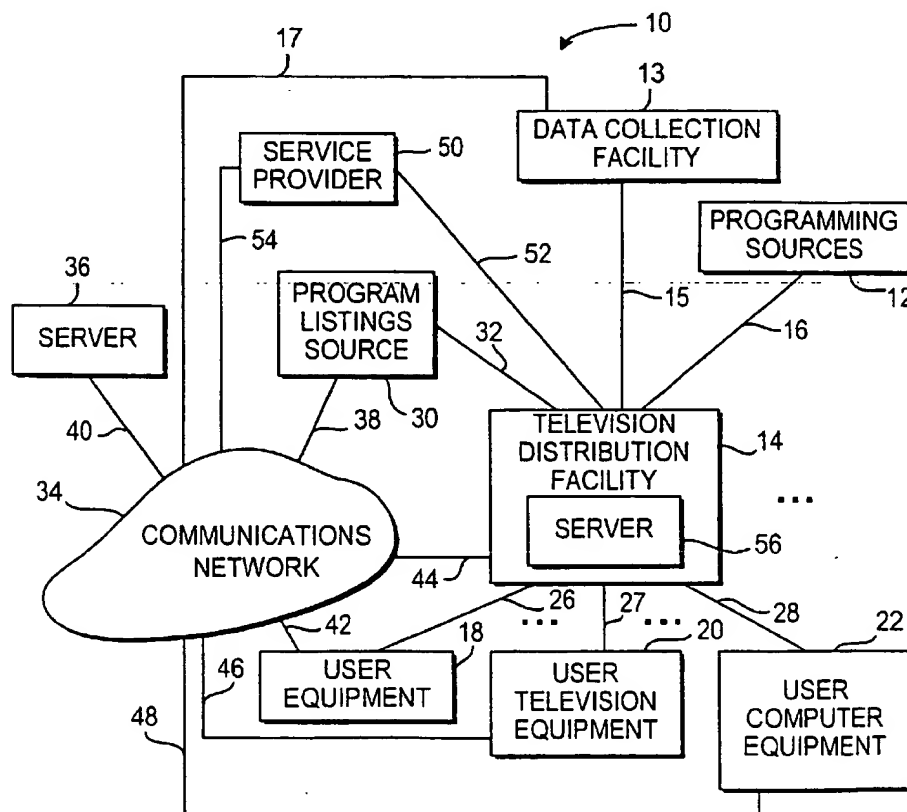 10
17
13
DATA COLLECTION
FACILITY
SERVICE
PROVIDER
50
PROGRAMMING
SOURCES
54
52
36
12
SERVER
PROGRAM
LISTINGS
SOURCE
15
16
32
40
38
30
TELEVISION
DISTRIBUTION
FACILITY
14
...
34
SERVER
56
COMMUNICATIONS
NETWORK
44
26
27
28
...
...
42
18
20
22
46
USER
EQUIPMENT
USER
TELEVISION
EQUIPMENT
USER
COMPUTER
EQUIPMENT
48